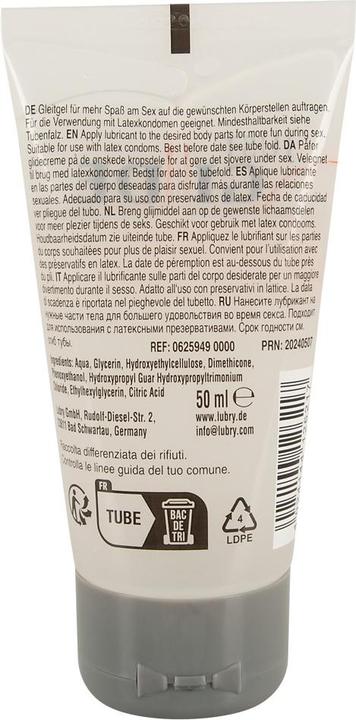 DE Gleitgel für mehr Spaß am Sex auf die gewünschten Körperstellen auftragen.
Für die Verwendung mit Latexkondomen geeignet. Mindesthaltbarkeit siehe
Tubenfalz. EN Apply lubricant to the desired body parts for more fun during sex.
Suitable for use with latex condoms. Best before date see tube fold. DA Påfør
glidecreme på de ønskede kropsdele for at gøre det sjovere under sex. Velegnet
til brug med latexkondomer. Bedst før dato se tubefold. ES Aplique lubricante
en las partes del cuerpo deseadas para disfrutar más durante las relaciones
sexuales. Adecuado para su uso con preservativos de latex. Fecha de caducidad
ver pliegue del tubo. NL Breng glijmiddel aan op de gewenste lichaamsdelen
voor meer plezier tijdens de seks. Geschikt voor gebruik met latex condooms.
Houdbaarheidsdatum zie uiteinde tube. FR Appliquez le lubrifiant sur les parties
du corps souhaitées pour plus de plaisir sexuel. Convient pour l'utilisation avec
des préservatifs en latex. La date de péremption est au-dessous du tube près du
pli. IT Applicare il lubrificante sulle parti del corpo desiderate per un maggiore
divertimento durante il sesso. Adatto all'uso con preservativi in lattice. La data
di scadenza è riportata nel pieghevole del tubetto. RU Нанесите лубрикант на
нужные части тела для большего удовольствия во время секса. Подходит
для использования с латексными презервативами. Срок годности см.
сгиб тубы.
REF: 0625949 0000 PRN: 20240507
Ingredients: Aqua, Glycerin, Hydroxyethylcellulose, Dimethicone,
Phenoxyethanol, Hydroxypropyl Guar Hydroxypropyltrimonium
Chloride, Ethylhexylglycerin, Citric Acid
Lubry GmbH, Rudolf-Diesel-Str. 2,
23611 Bad Schwartau, Germany
50 ml e
www.lubry.com
info@lubry.com
Raccolta differenziata dei rifiuti.
Controlla le linee guida del tuo comune.
FR
TUBE
BAC
DE
TRI
4
LDPE